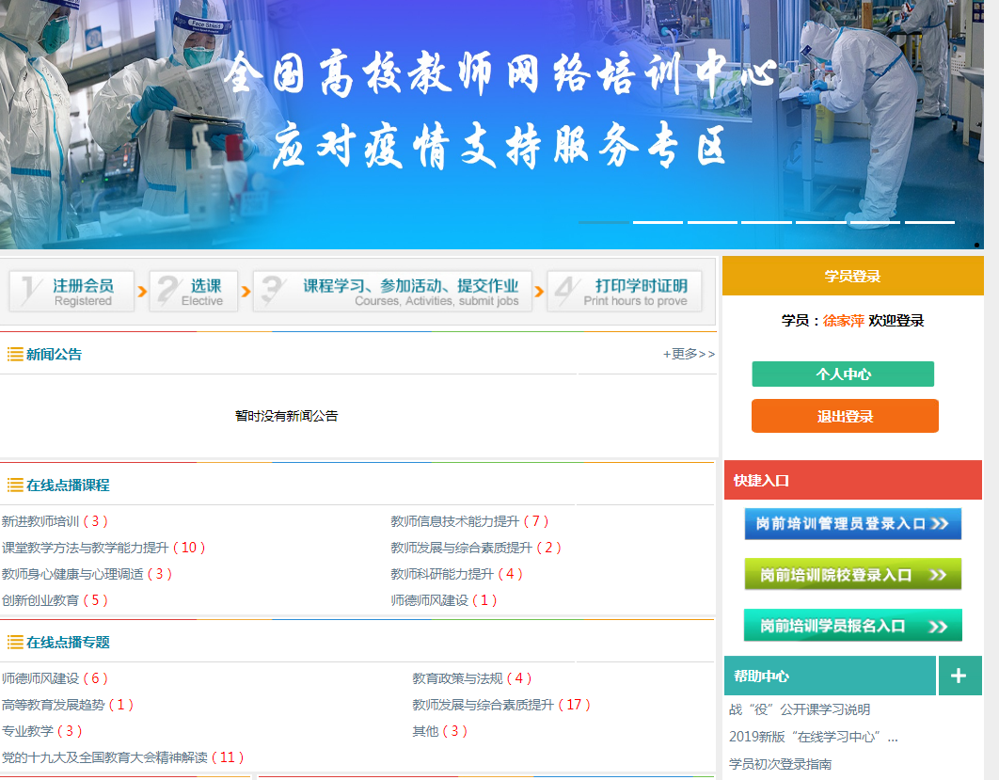 Face Shield
全国高校教师网络培训中心
应对疫情支持服务专区
1 注册会员
Registered
2 选课
Elective
3 课程学习、参加活动、提交作业
Courses, Activities, submit jobs
4 打印学时证明
Print hours to prove
新闻公告
+更多>>
暂时没有新闻公告
在线点播课程
新进教师培训 ( 3 )
教师信息技术能力提升 ( 7 )
课堂教学方法与教学能力提升 ( 10 )
教师发展与综合素质提升 ( 2 )
教师身心健康与心理调适 ( 3 )
教师科研能力提升 ( 4 )
创新创业教育 ( 5 )
师德师风建设 ( 1 )
在线点播专题
师德师风建设 ( 6 )
教育政策与法规 ( 4 )
高等教育发展趋势 ( 1 )
教师发展与综合素质提升 ( 17 )
专业教学 ( 3 )
其他 ( 3 )
党的十九大及全国教育大会精神解读 ( 11 )
学员登录
学员：徐家萍 欢迎登录
个人中心
退出登录
快捷入口
岗前培训管理员登录入口 >>
岗前培训院校登录入口 >>
岗前培训学员报名入口 >>
帮助中心
+
战“役”公开课学习说明
2019新版“在线学习中心” ...
学员初次登录指南